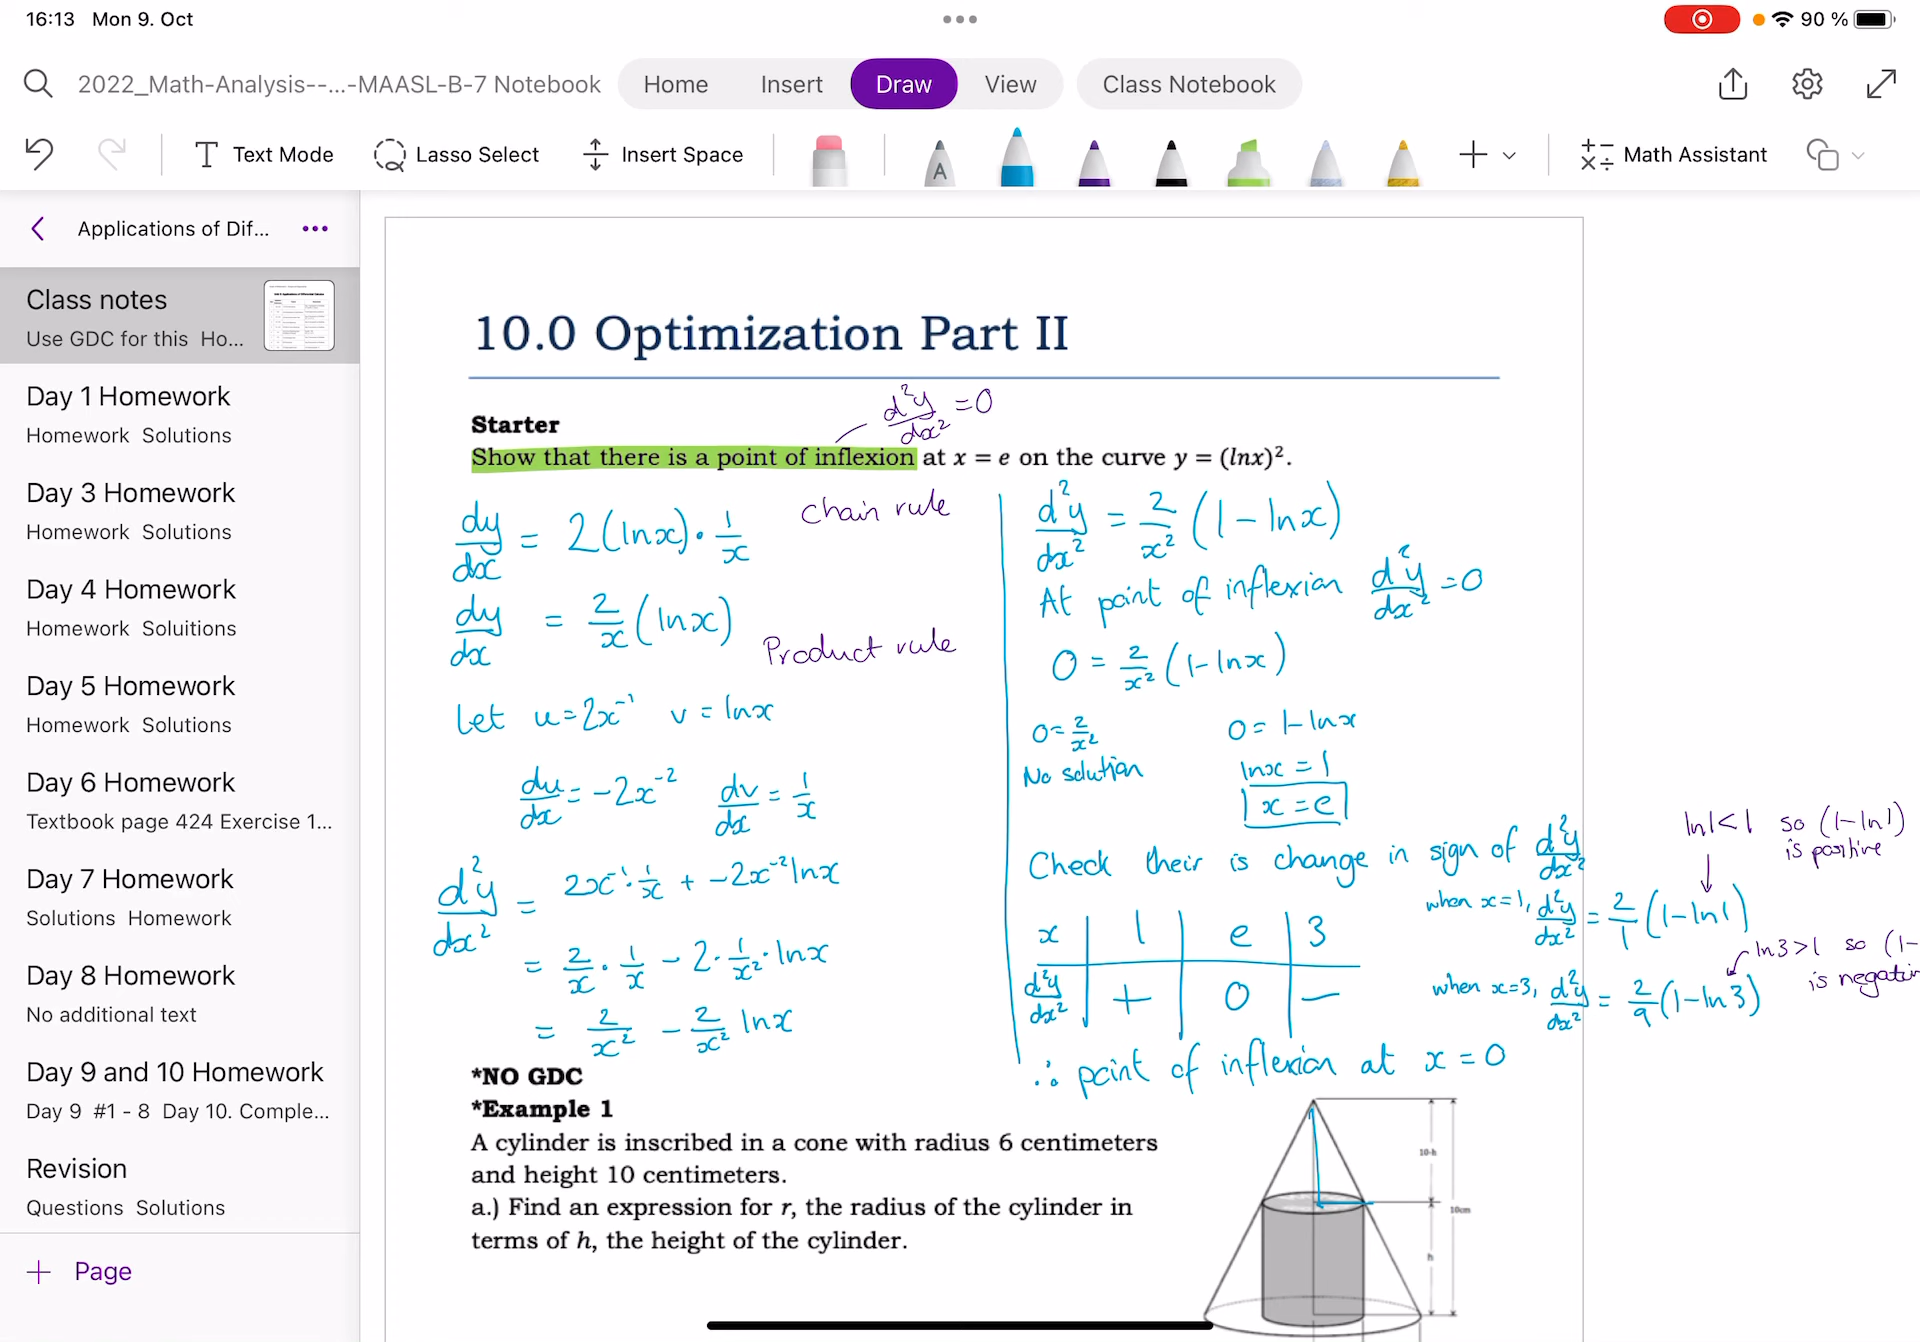 16:13 Mon 9. Oct
90 %
2022_Math-Analysis--...-MAASL-B-7 Notebook
Home Insert Draw View Class Notebook
Text Mode Lasso Select Insert Space A Math Assistant
Applications of Dif...
Class notes
Use GDC for this Ho...
Day 1 Homework
Homework Solutions
Day 3 Homework
Homework Solutions
Day 4 Homework
Homework Soluitions
Day 5 Homework
Homework Solutions
Day 6 Homework
Textbook page 424 Exercise 1...
Day 7 Homework
Solutions Homework
Day 8 Homework
No additional text
Day 9 and 10 Homework
Day 9 #1 - 8 Day 10. Comple...
Revision
Questions Solutions
+ Page
10.0 Optimization Part II
d²y/dx² = 0
Starter
Show that there is a point of inflexion at x = e on the curve y = (lnx)².
dy/dx = 2(lnx)·1/x
Chain rule
dy/dx = 2/x (lnx)
Product rule
Let u = 2x⁻¹ v = lnx
du/dx = -2x⁻² dv/dx = 1/x
d²y/dx² = 2x⁻¹·1/x + -2x⁻²lnx
= 2/x · 1/x - 2·1/x²·lnx
= 2/x² - 2/x² lnx
d²y/dx² = 2/x² (1 - lnx)
At point of inflexion d²y/dx² = 0
0 = 2/x² (1 - lnx)
0 = 2/x² 0 = 1 - lnx
No solution lnx = 1
x = e
Check their is change in sign of d²y/dx²
x 1 e 3
d²y/dx² + 0 −
∴ point of inflexion at x = 0
ln1 < 1 so (1 - ln1)
is positive
when x=1, d²y/dx² = 2/1 (1 - ln1)
ln3 > 1 so (1-
is negativ
when x=3, d²y/dx² = 2/9 (1 - ln3)
*NO GDC
*Example 1
A cylinder is inscribed in a cone with radius 6 centimeters
and height 10 centimeters.
a.) Find an expression for r, the radius of the cylinder in
terms of h, the height of the cylinder.
10-h
10cm
h